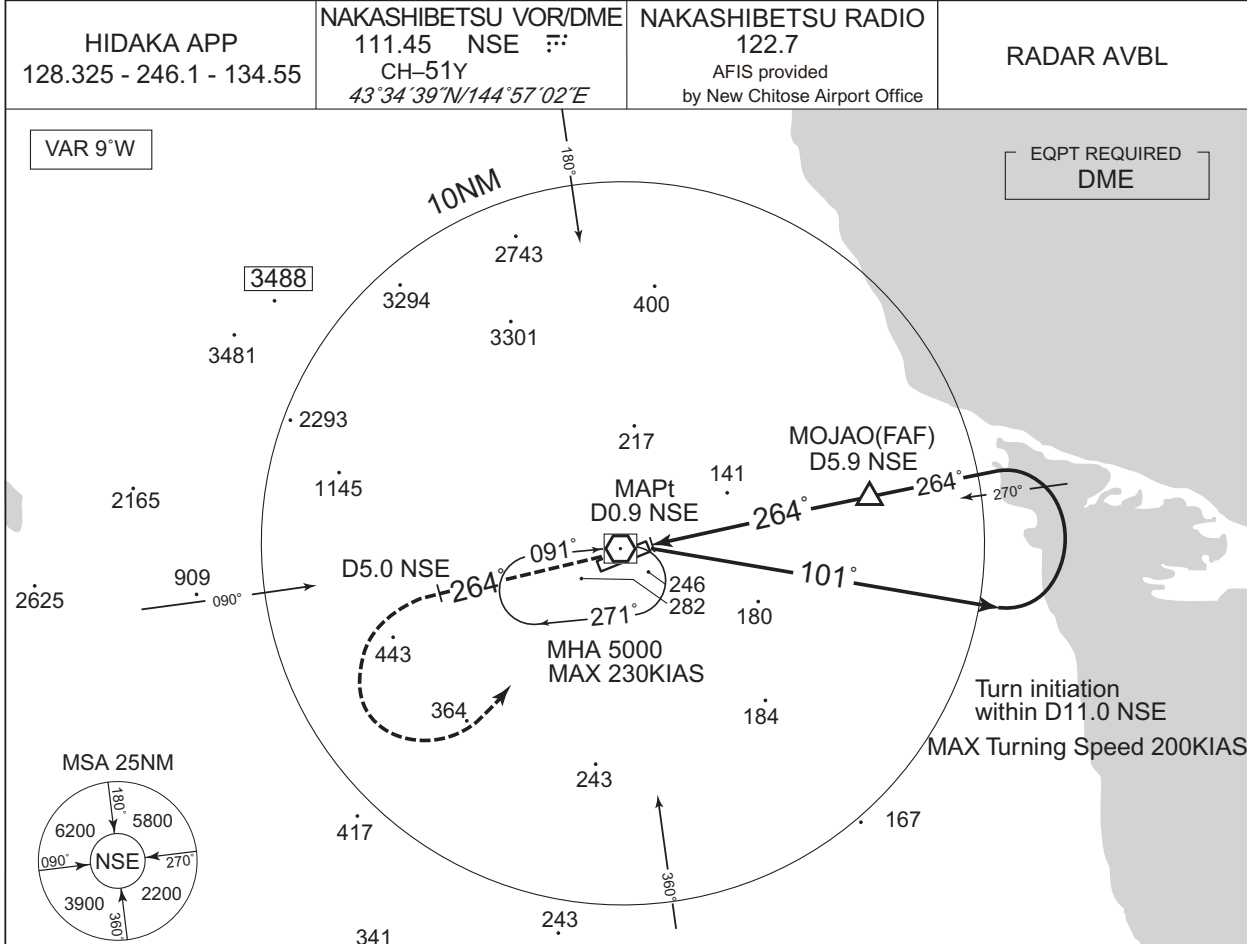 HIDAKA APP
128.325 - 246.1 - 134.55
NAKASHIBETSU VOR/DME
111.45 NSE
CH–51Y
43°34′39″N/144°57′02″E
NAKASHIBETSU RADIO
122.7
AFIS provided
by New Chitose Airport Office
RADAR AVBL
VAR 9°W
EQPT REQUIRED
DME
180°
10NM
2743
3488
3294
400
3301
3481
2293
217
MOJAO(FAF)
D5.9 NSE
141
1145
264°
270°
2165
MAPt
D0.9 NSE
264°
091°
D5.0 NSE
264°
101°
909
090°
2625
246
282
180
271°
443
MHA 5000
MAX 230KIAS
364
184
Turn initiation
within D11.0 NSE
MAX Turning Speed 200KIAS
243
MSA 25NM
180°
6200
5800
090°
NSE
270°
3900
2200
360°
417
167
360°
243
341